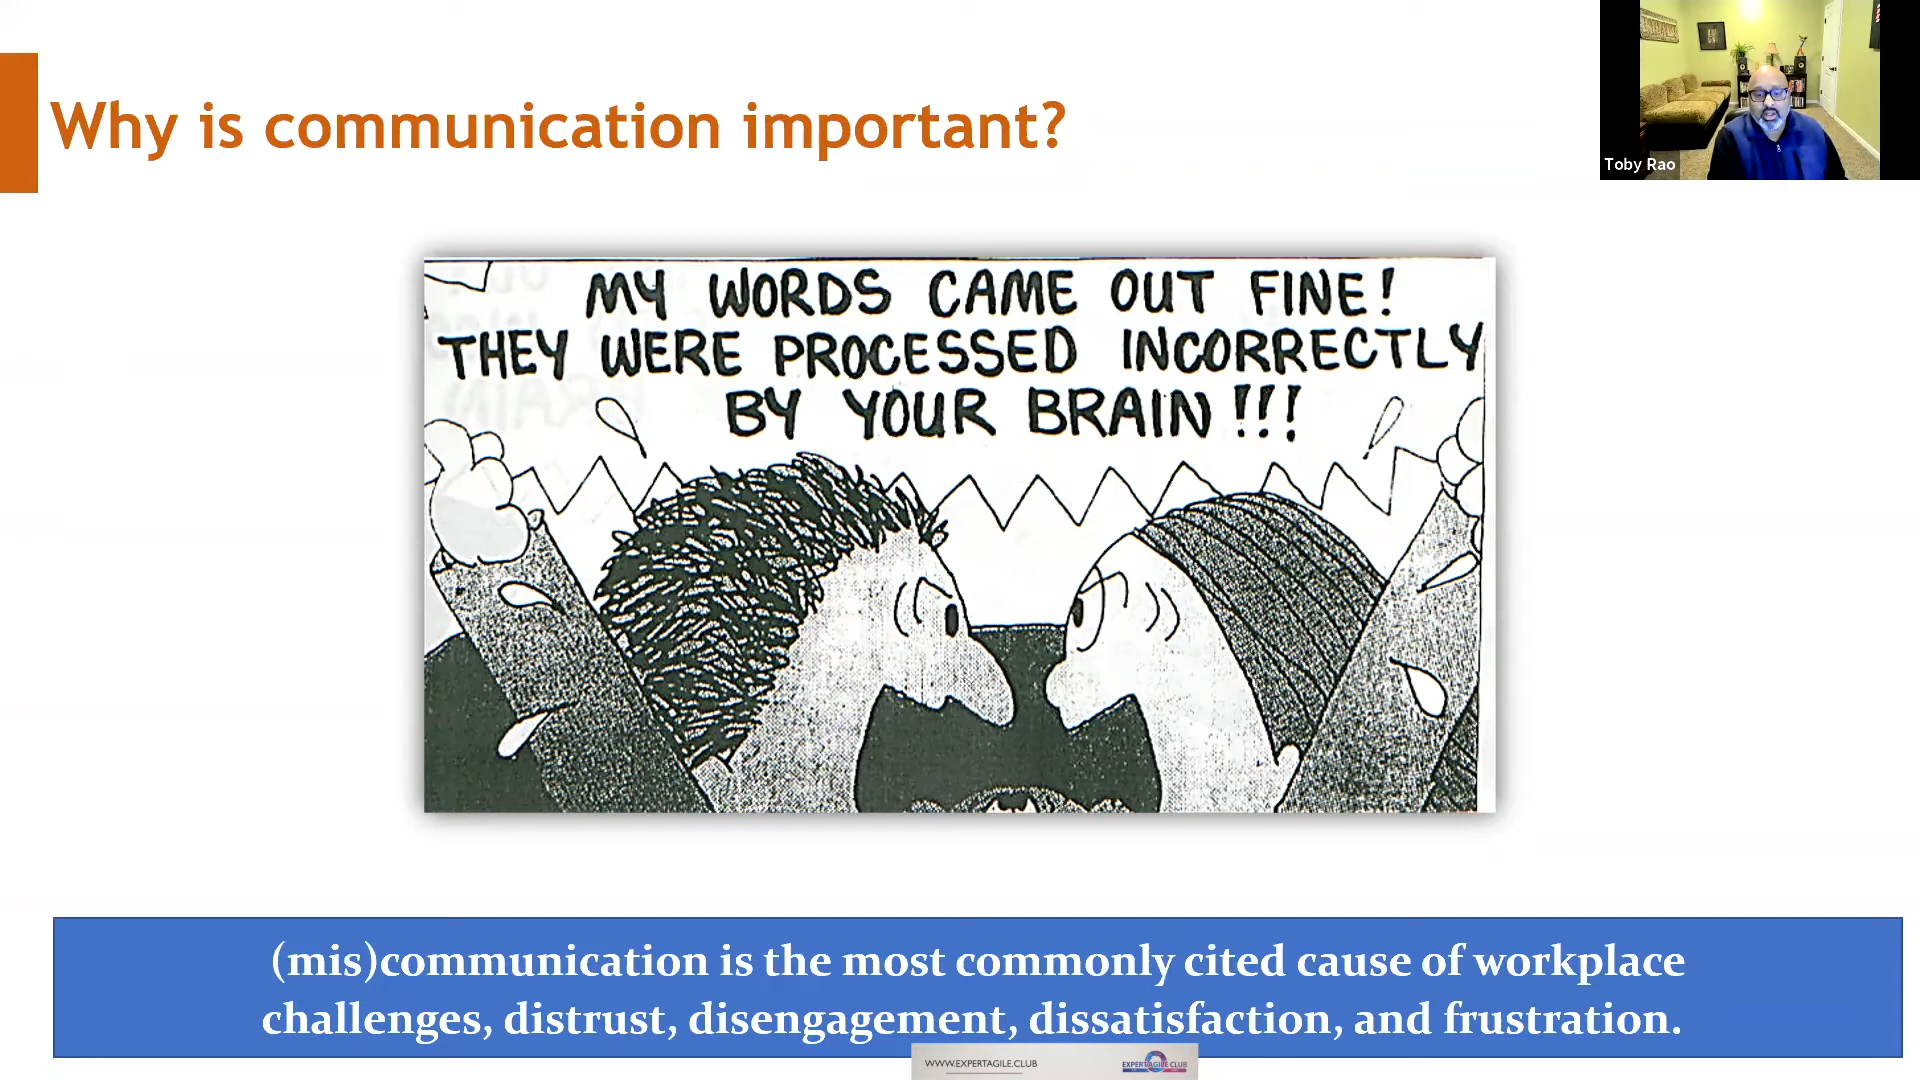 Why is communication important?
Toby Rao
MY WORDS CAME OUT FINE!
THEY WERE PROCESSED INCORRECTLY
BY YOUR BRAIN!!!
(mis)communication is the most commonly cited cause of workplace
challenges, distrust, disengagement, dissatisfaction, and frustration.
WWW.EXPERTAGILE.CLUB
EXPERTAGILE CLUB